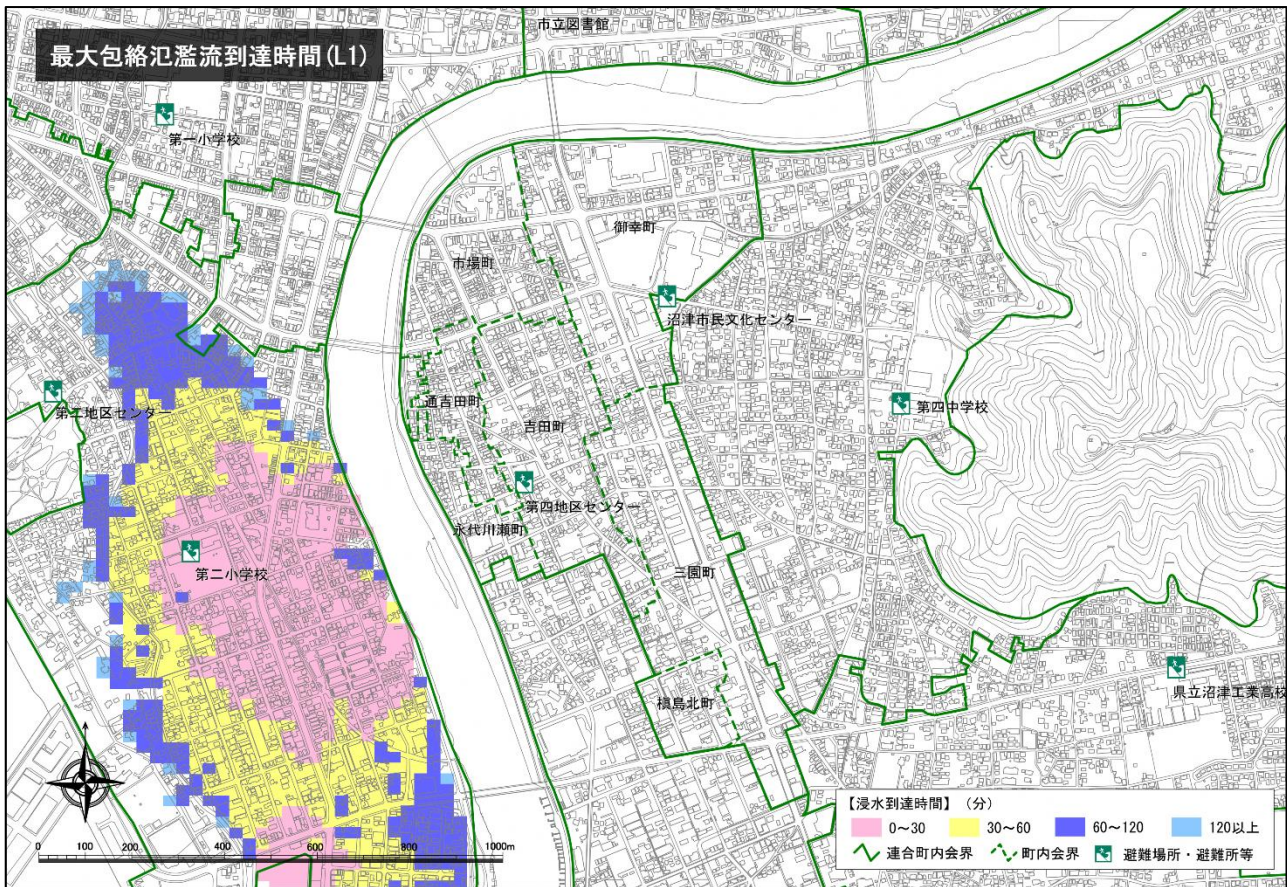 市立図書館
最大包絡氾濫流到達時間(L1)
第一小学校
御幸町
市場町
沼津市民文化センター
第二地区センター
通吉田町
吉田町
第四中学校
第四地区センター
永代川瀬町
第二小学校
三園町
県立沼津工業高校
槇島北町
【浸水到達時間】 (分)
0～30 30～60 60～120 120以上
連合町内会界 町内会界 避難場所・避難所等
0 100 200 400 600 800 1000m